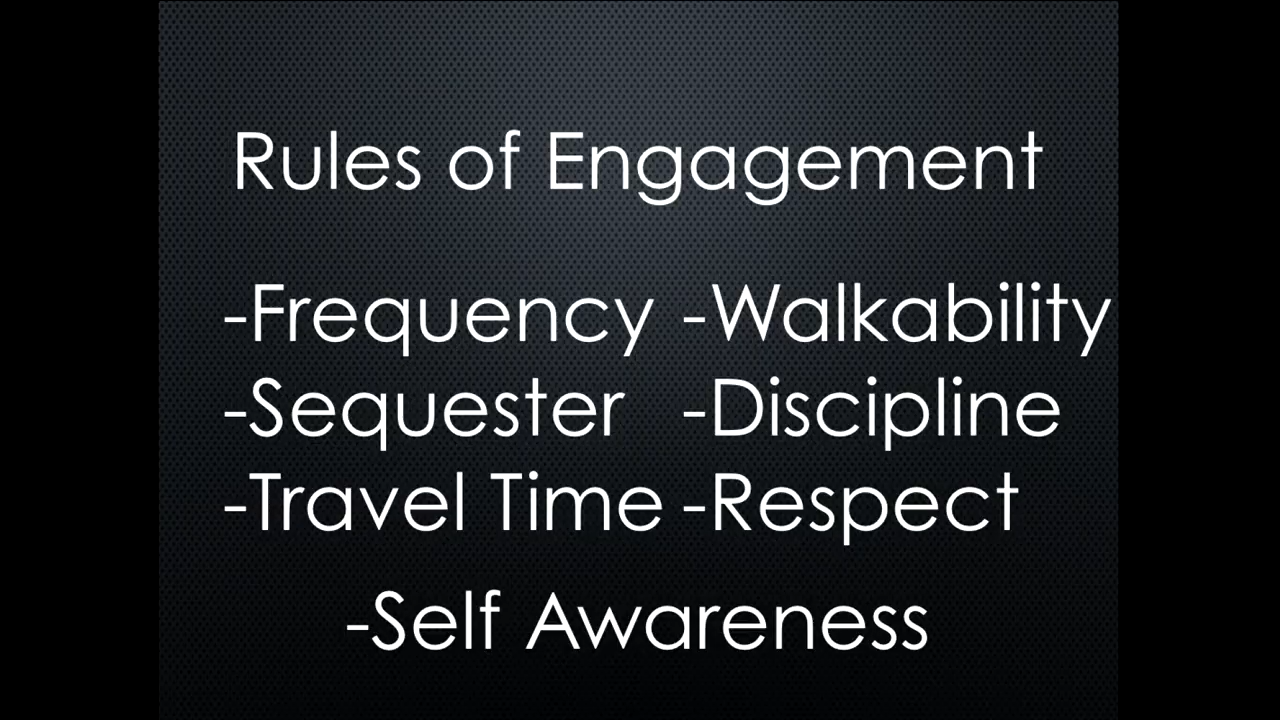 Rules of Engagement
-Frequency -Walkability
-Sequester -Discipline
-Travel Time -Respect
-Self Awareness